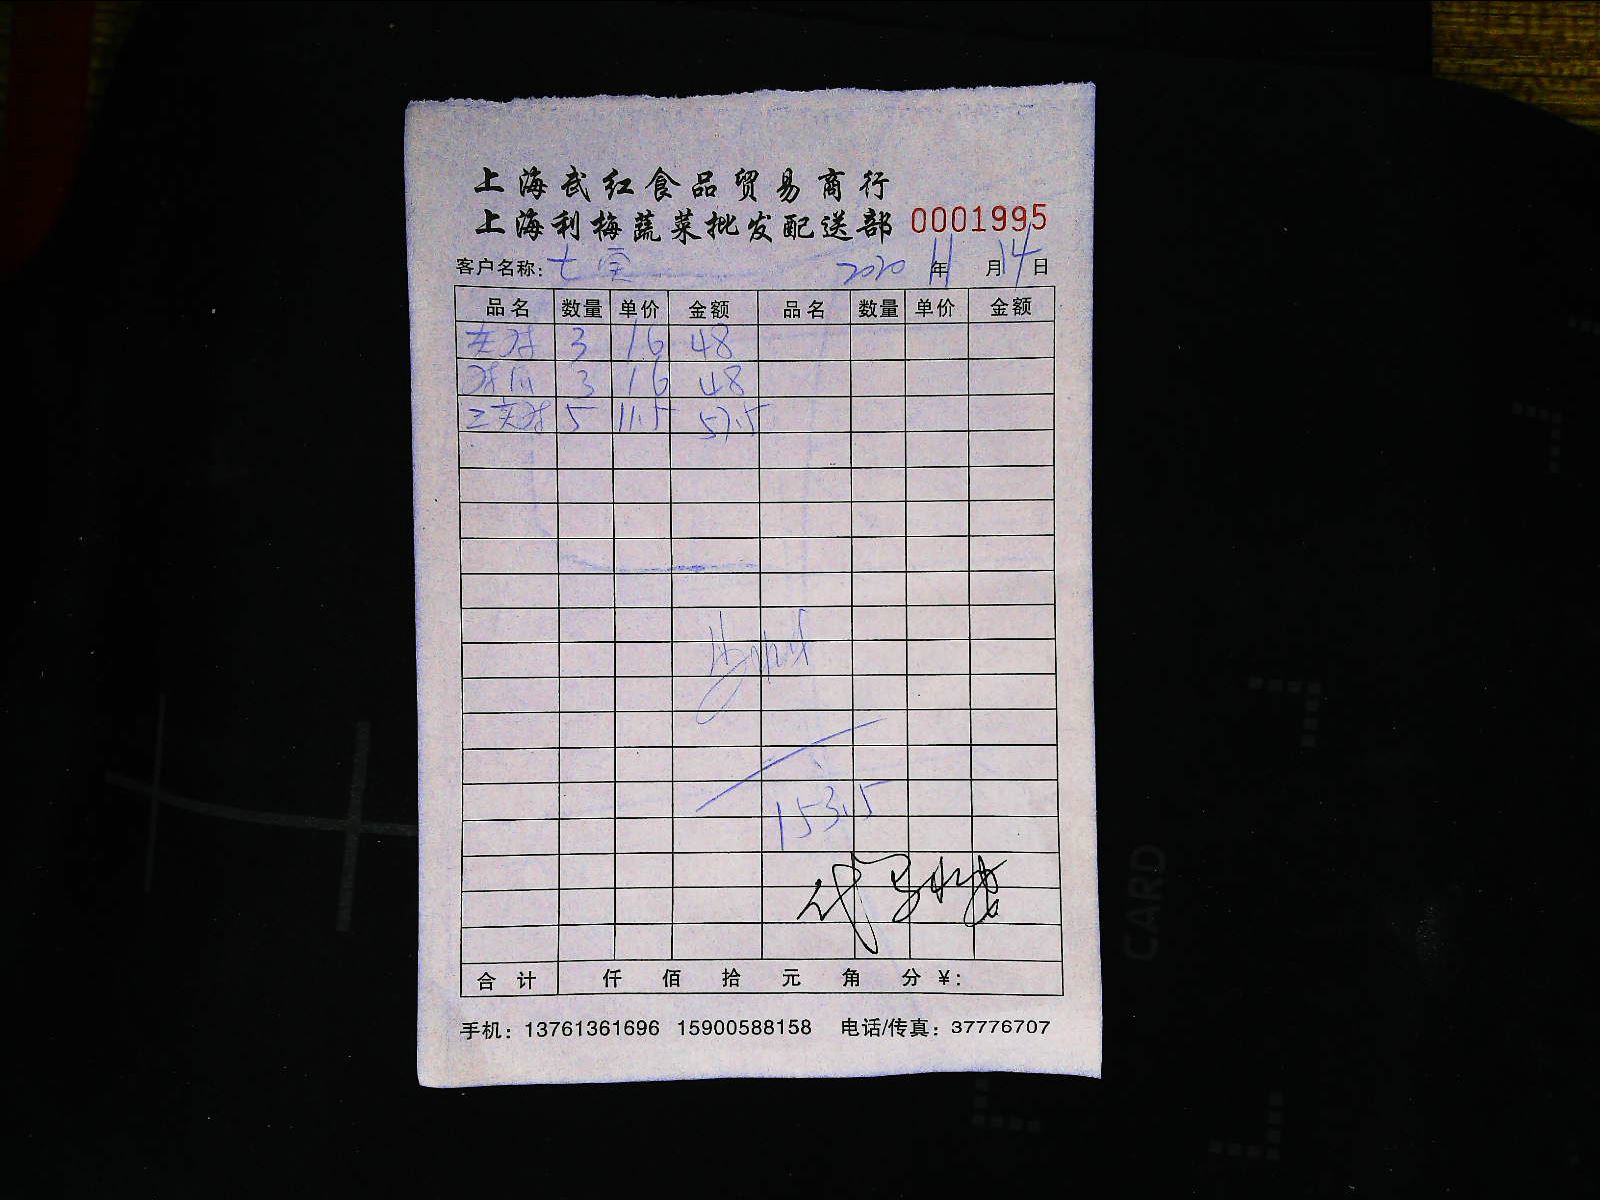 上海武红食品贸易商行
上海利梅蔬菜批发配送部 0001995
客户名称: 2020 年 11 月 14 日
品名 数量 单价 金额 品名 数量 单价 金额
3 16 48
3 16 48
5 11.5 57.5
153.5
合计 仟 佰 拾 元 角 分 ¥:
手机: 13761361696 15900588158 电话/传真: 37776707
CARD